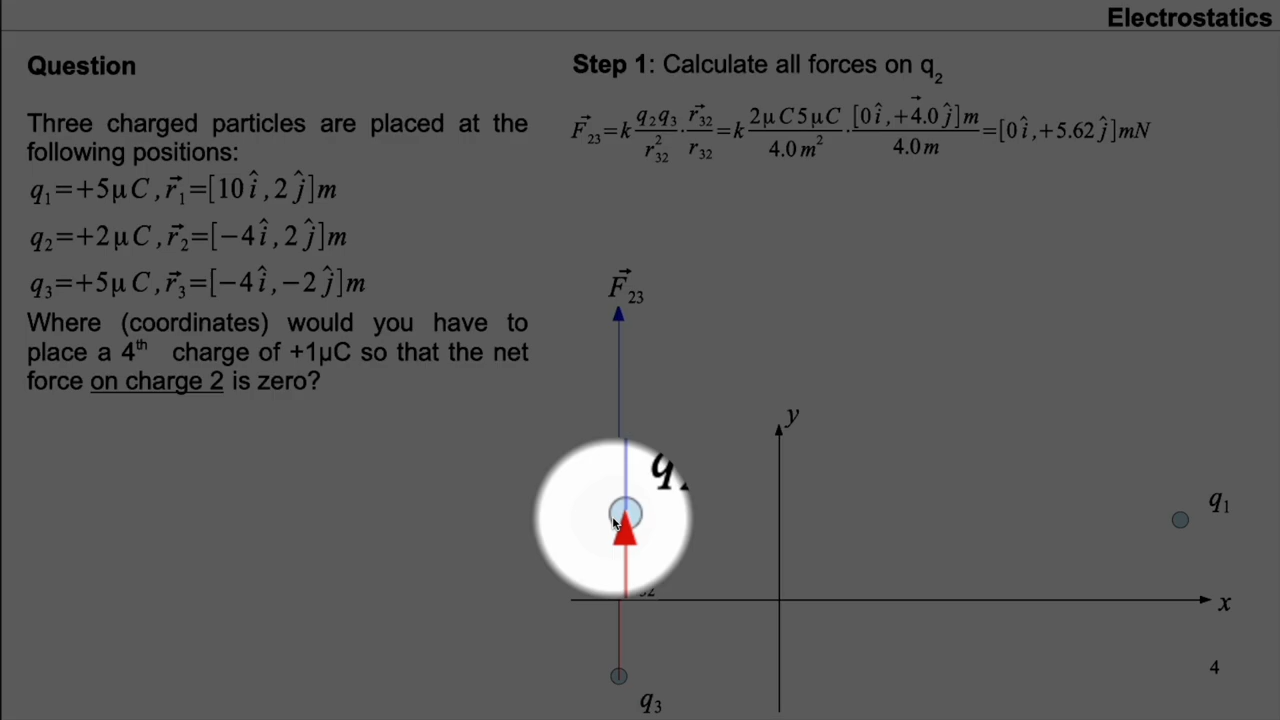 Electrostatics
Question
Three charged particles are placed at the
following positions:
q₁=+5μC, r⃗₁=[10î, 2ĵ]m
q₂=+2μC, r⃗₂=[−4î, 2ĵ]m
q₃=+5μC, r⃗₃=[−4î, −2ĵ]m
Where (coordinates) would you have to
place a 4th charge of +1μC so that the net
force on charge 2 is zero?
Step 1: Calculate all forces on q₂
F⃗₂₃=k q₂q₃/r₃₂² · r⃗₃₂/r₃₂ =k 2μC5μC/4.0m² · [0î, +4.0ĵ]m/4.0m =[0î, +5.62ĵ]mN
F⃗₂₃
y
q₁
x
q₃
4